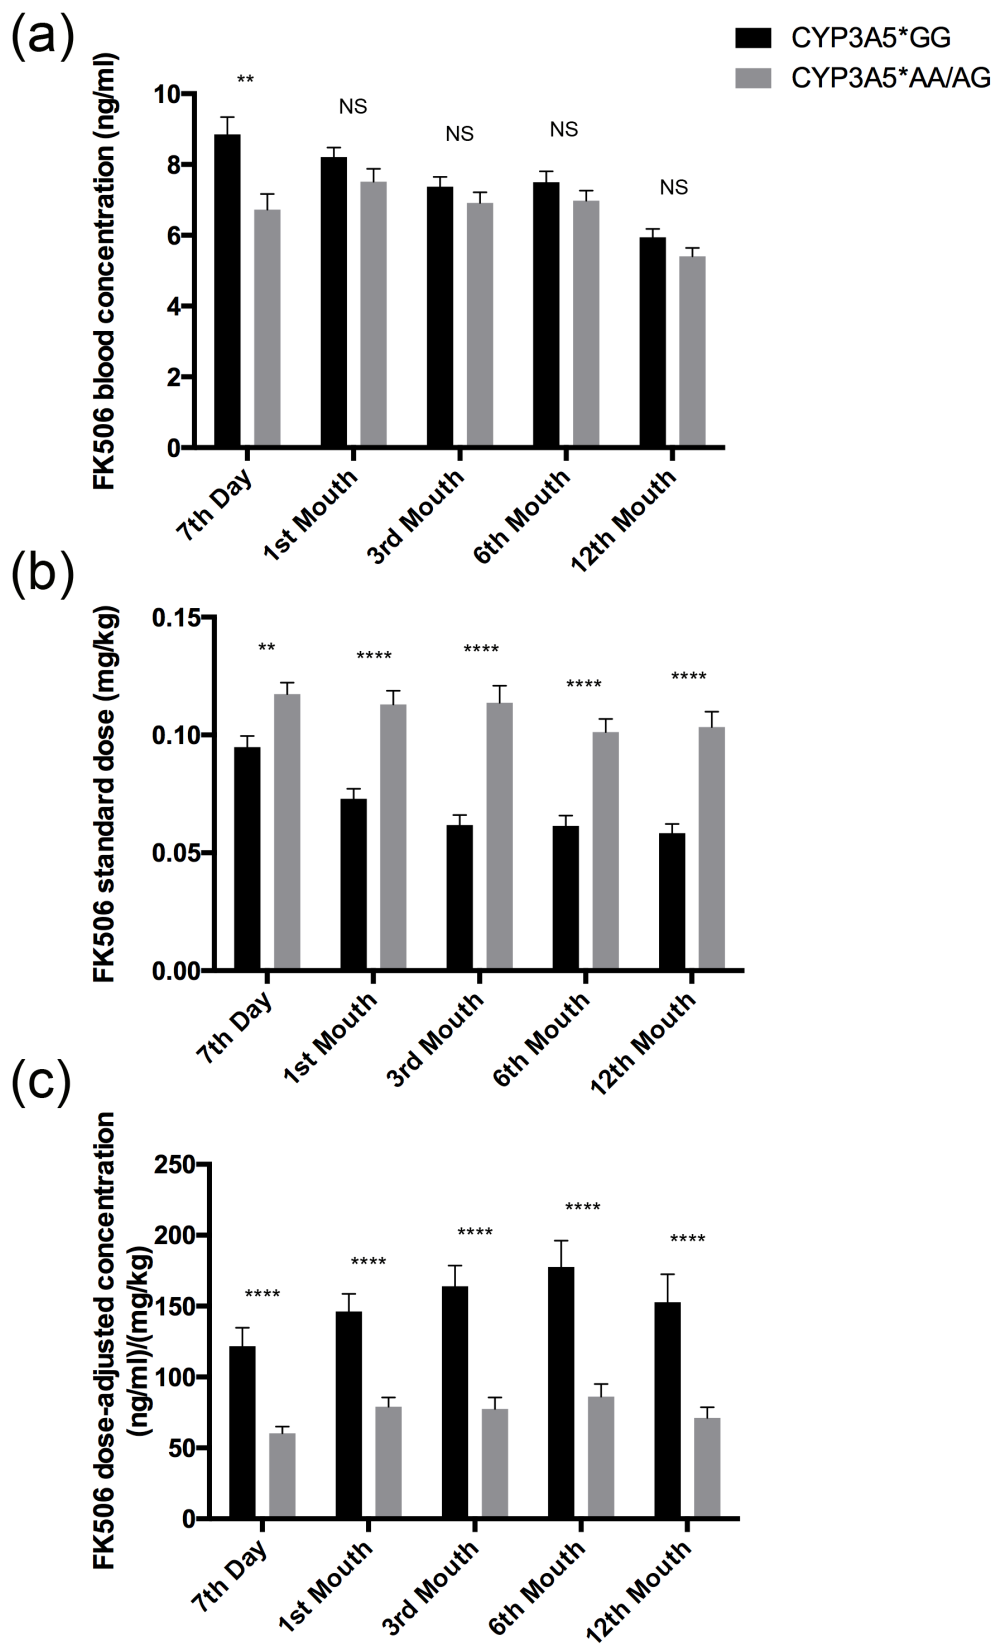 (a)
CYP3A5*GG
CYP3A5*AA/AG
FK506 blood concentration (ng/ml)
10
8
6
4
2
0
**
NS
NS
NS
NS
7th Day
1st Mouth
3rd Mouth
6th Mouth
12th Mouth
(b)
FK506 standard dose (mg/kg)
0.15
0.10
0.05
0.00
**
****
****
****
****
7th Day
1st Mouth
3rd Mouth
6th Mouth
12th Mouth
(c)
FK506 dose-adjusted concentration
(ng/ml)/(mg/kg)
250
200
150
100
50
0
****
****
****
****
****
7th Day
1st Mouth
3rd Mouth
6th Mouth
12th Mouth